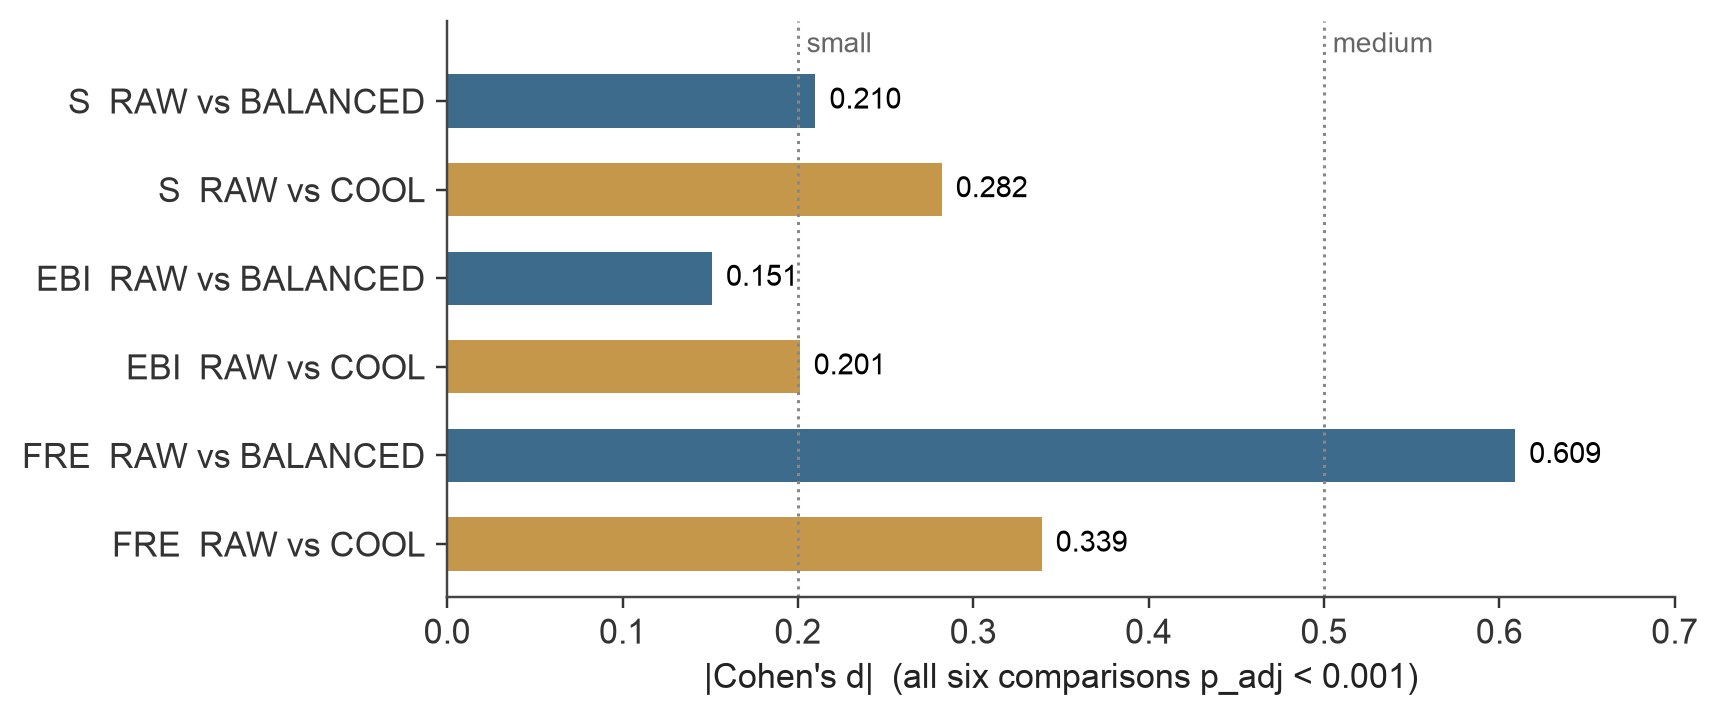 small medium
S RAW vs BALANCED 0.210
S RAW vs COOL 0.282
EBI RAW vs BALANCED 0.151
EBI RAW vs COOL 0.201
FRE RAW vs BALANCED 0.609
FRE RAW vs COOL 0.339
0.0 0.1 0.2 0.3 0.4 0.5 0.6 0.7
|Cohen's d| (all six comparisons p_adj < 0.001)